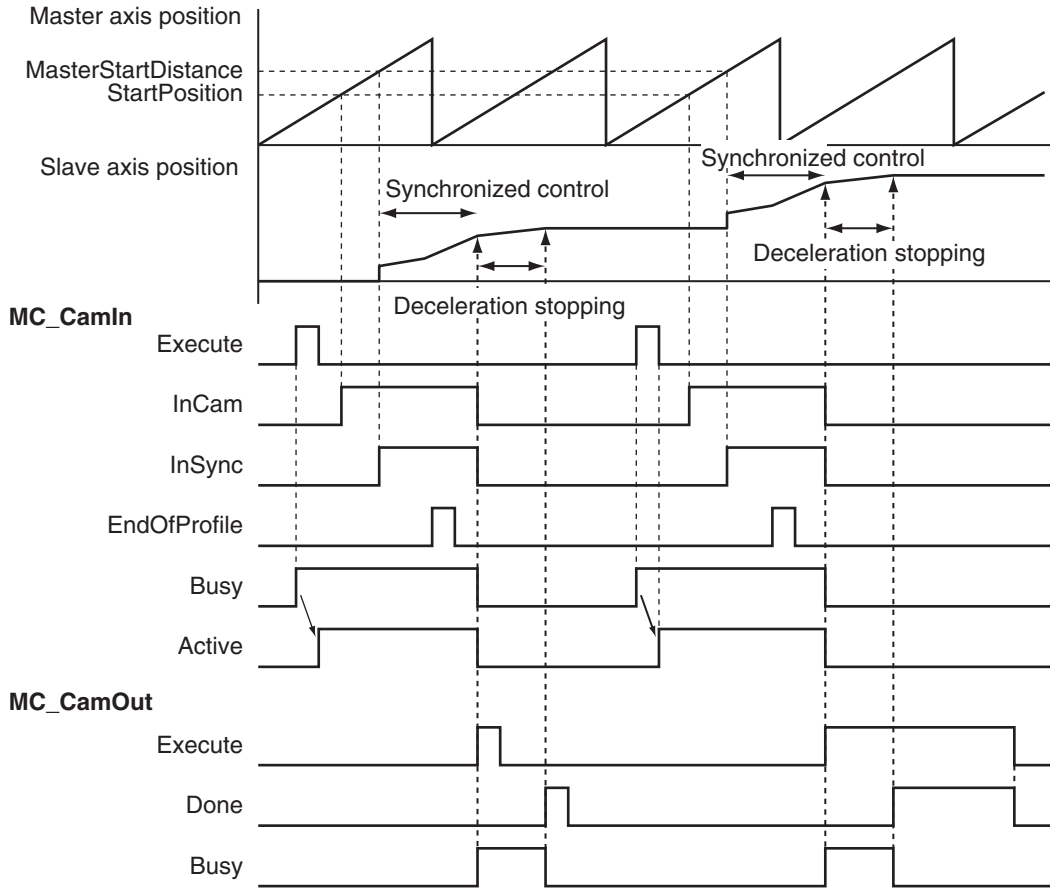 Master axis position
MasterStartDistance
StartPosition
Synchronized control
Slave axis position
Synchronized control
Deceleration stopping
Deceleration stopping
MC_CamIn
Execute
InCam
InSync
EndOfProfile
Busy
Active
MC_CamOut
Execute
Done
Busy